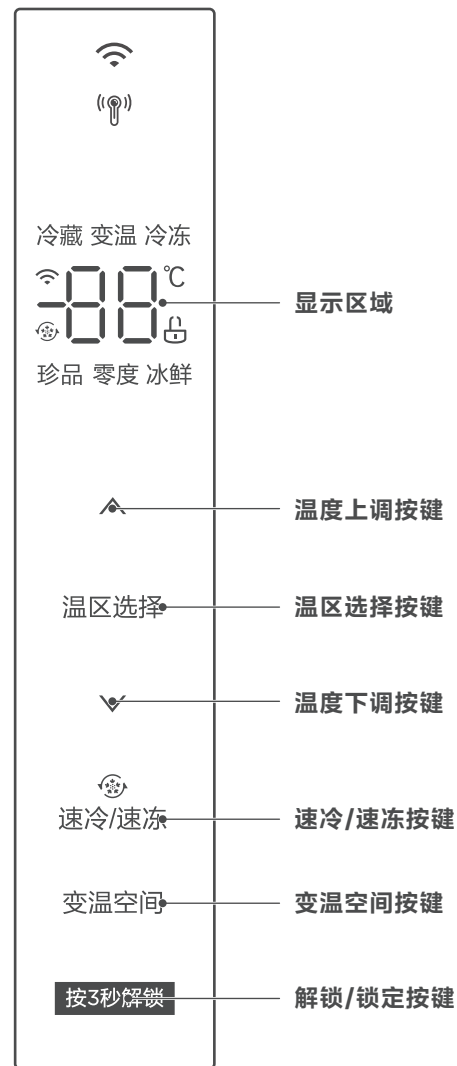 冷藏 变温 冷冻
-88℃
显示区域
珍品 零度 冰鲜
温度上调按键
温区选择
温区选择按键
温度下调按键
速冷/速冻
速冷/速冻按键
变温空间
变温空间按键
按3秒解锁
解锁/锁定按键